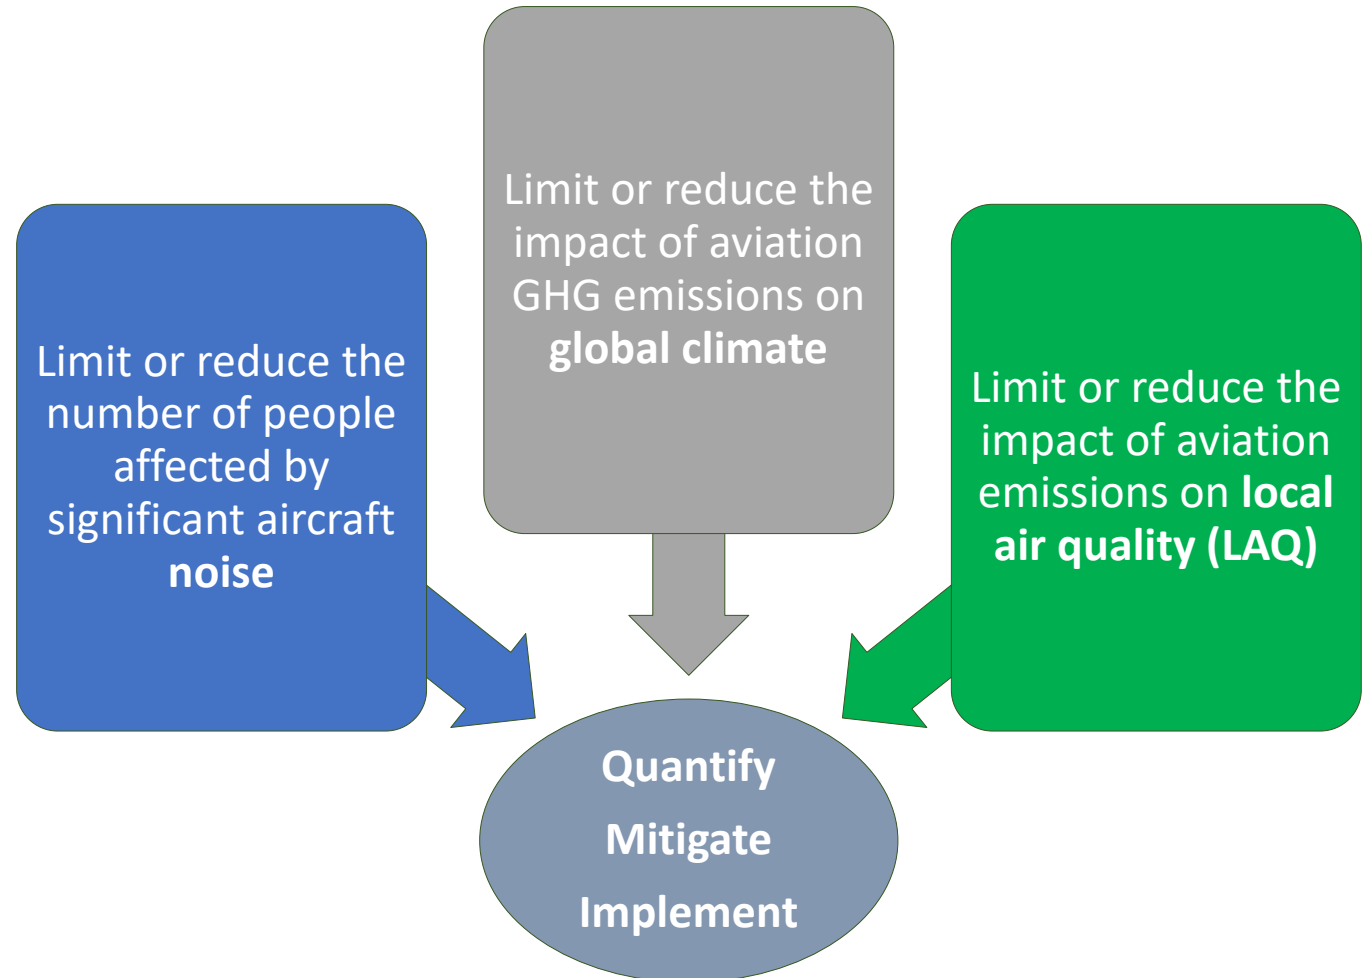 Limit or reduce the
number of people
affected by
significant aircraft
noise
Limit or reduce the
impact of aviation
GHG emissions on
global climate
Limit or reduce the
impact of aviation
emissions on local
air quality (LAQ)
Quantify
Mitigate
Implement